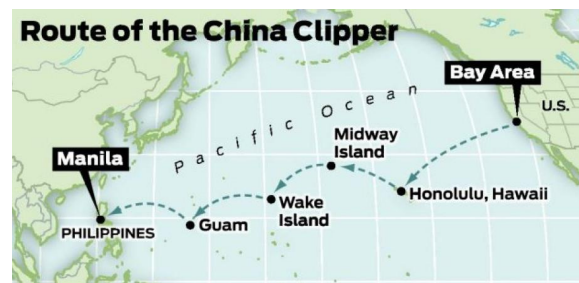 Route of the China Clipper
Bay Area
U.S.
Pacific Ocean
Midway
Island
Manila
Honolulu, Hawaii
Wake
Island
Guam
PHILIPPINES